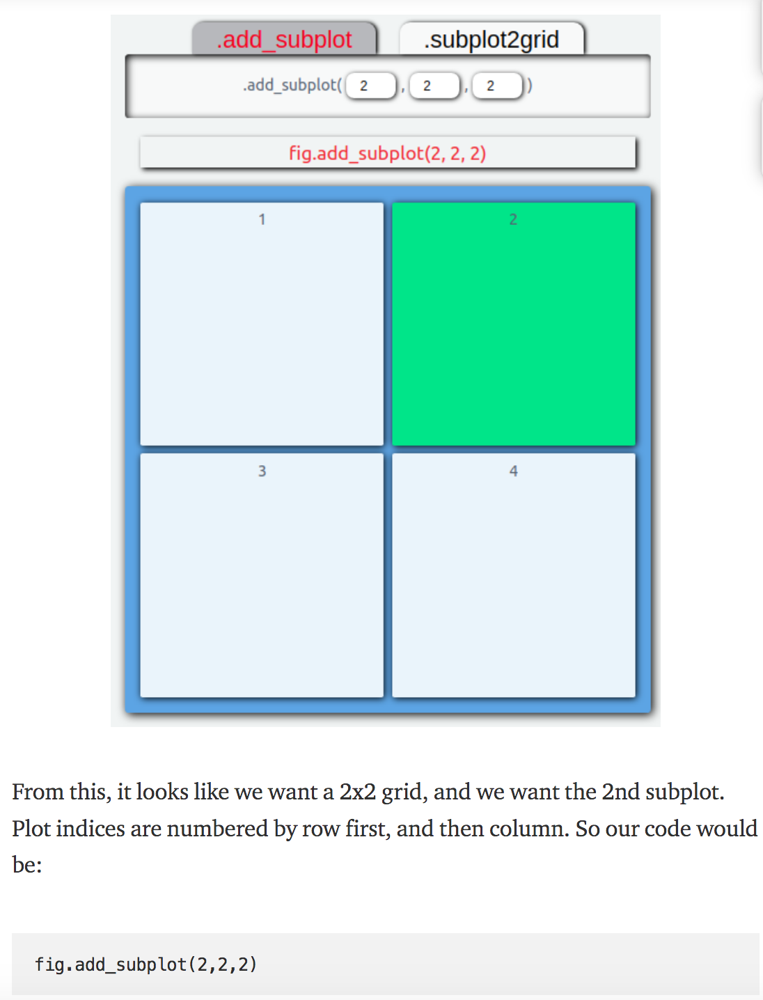 .add_subplot .subplot2grid
.add_subplot( 2 , 2 , 2 )
fig.add_subplot(2, 2, 2)
1 2
3 4
From this, it looks like we want a 2x2 grid, and we want the 2nd subplot.
Plot indices are numbered by row first, and then column. So our code would
be:
fig.add_subplot(2,2,2)